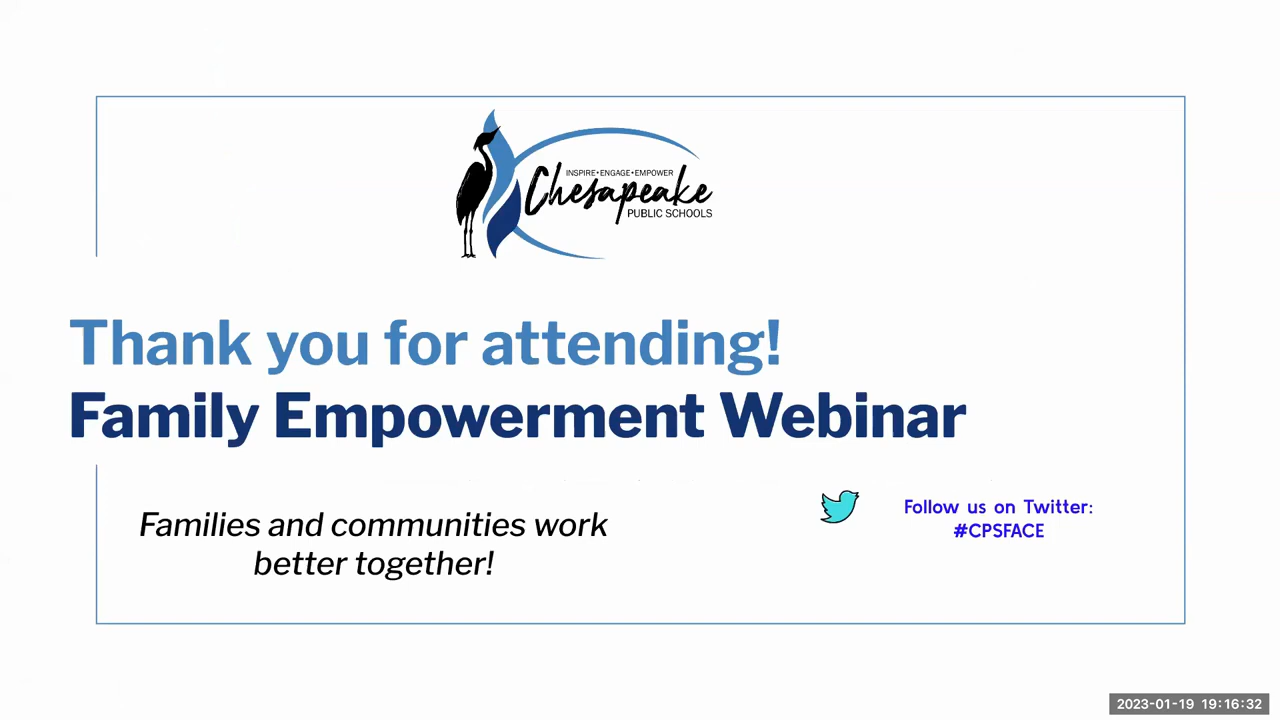 INSPIRE•ENGAGE•EMPOWER
Chesapeake
PUBLIC SCHOOLS
Thank you for attending!
Family Empowerment Webinar
Families and communities work
better together!
Follow us on Twitter:
#CPSFACE
2023-01-19 19:16:32